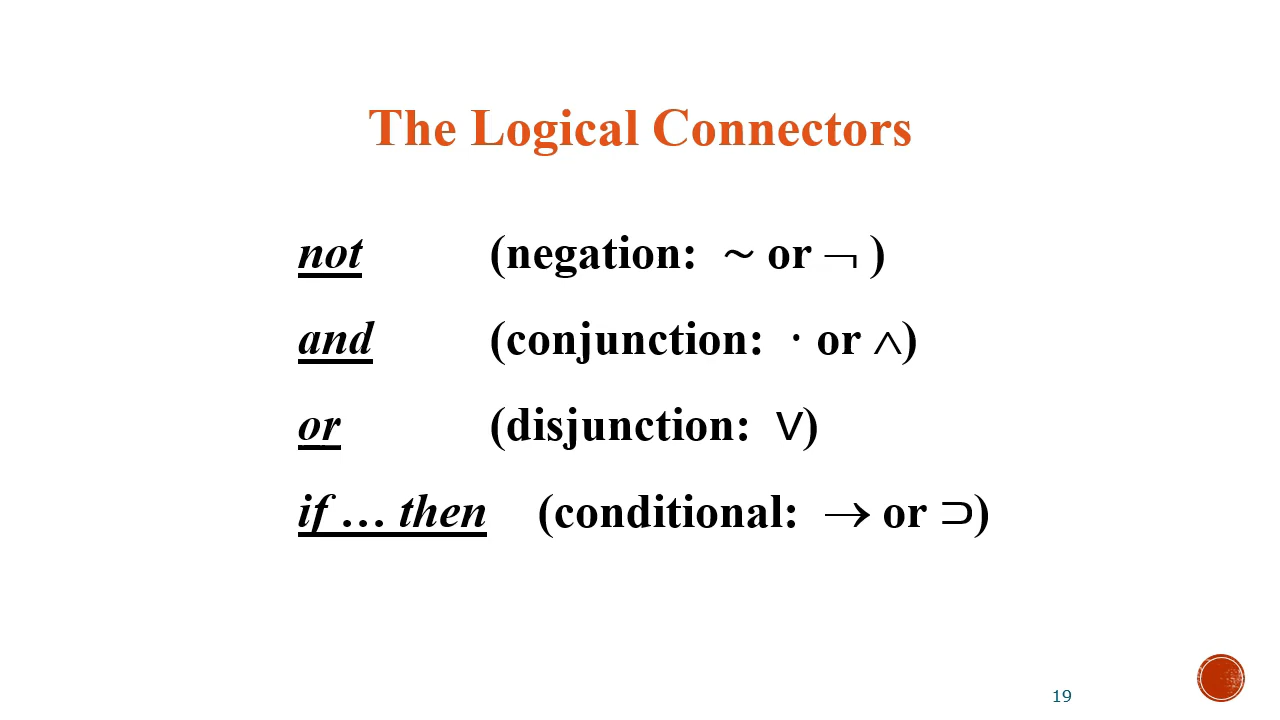 The Logical Connectors
not (negation: ~ or ¬ )
and (conjunction: · or ∧)
or (disjunction: ∨)
if … then (conditional: → or ⊃)
19